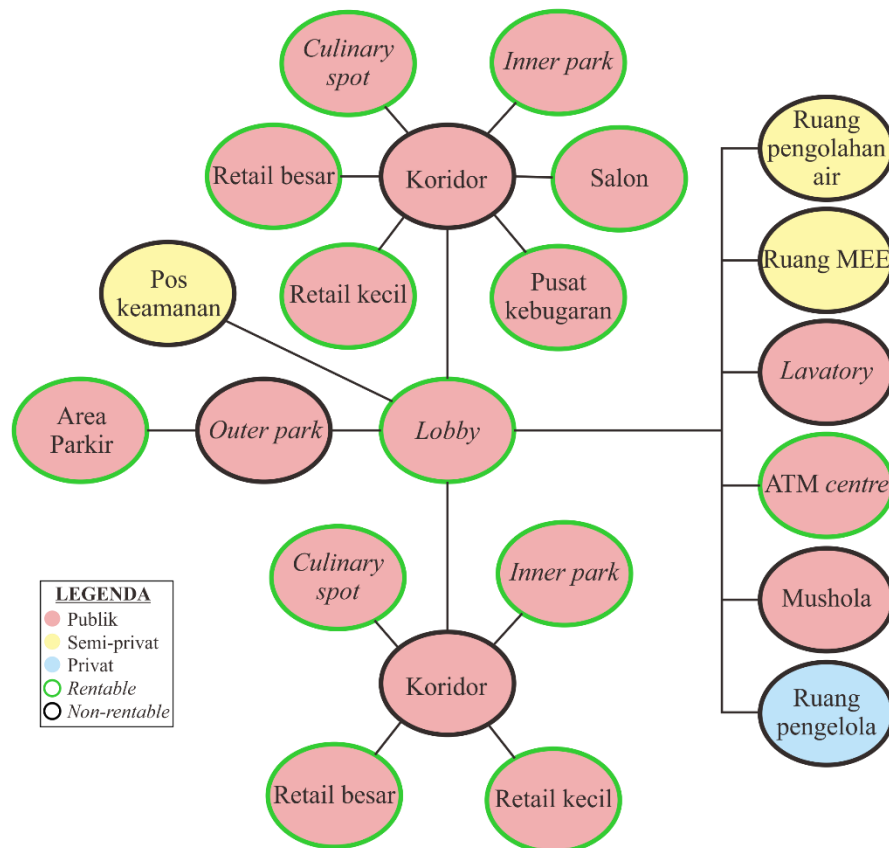 Culinary
spot
Inner park
Retail besar
Koridor
Salon
Retail kecil
Pusat
kebugaran
Pos
keamanan
Area
Parkir
Outer park
Lobby
Ruang
pengolahan
air
Ruang MEE
Lavatory
ATM centre
Mushola
Ruang
pengelola
Culinary
spot
Inner park
Koridor
Retail besar
Retail kecil
LEGENDA
Publik
Semi-privat
Privat
Rentable
Non-rentable